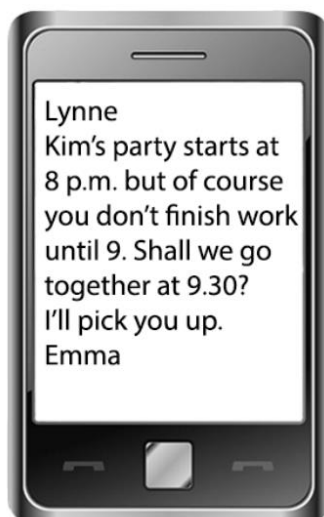 Lynne
Kim's party starts at
8 p.m. but of course
you don't finish work
until 9. Shall we go
together at 9.30?
I'll pick you up.
Emma